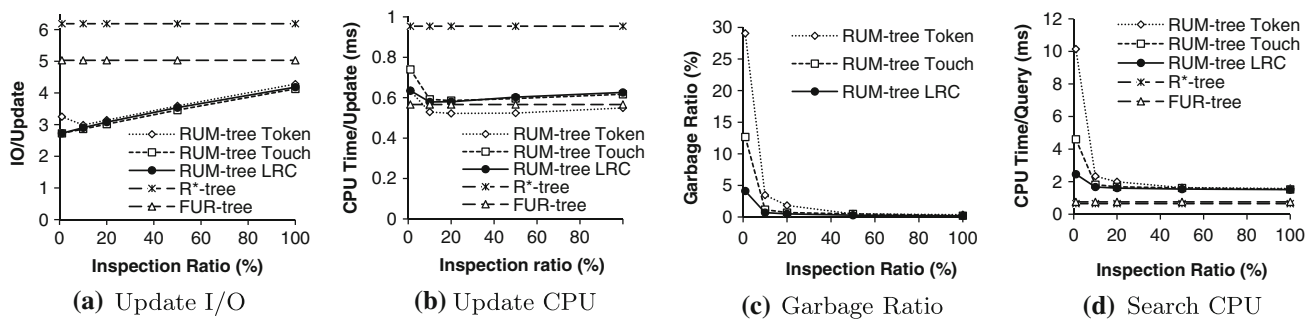 6
5
4
3
2
1
0
IO/Update
RUM-tree Token
RUM-tree Touch
RUM-tree LRC
R*-tree
FUR-tree
0 20 40 60 80 100
Inspection Ratio (%)
(a) Update I/O
1
0.8
0.6
0.4
0.2
0
CPU Time/Update (ms)
RUM-tree Token
RUM-tree Touch
RUM-tree LRC
R*-tree
FUR-tree
0 20 40 60 80
Inspection ratio (%)
(b) Update CPU
30
25
20
15
10
5
0
Garbage Ratio (%)
RUM-tree Token
RUM-tree Touch
RUM-tree LRC
0 20 40 60 80 100
Inspection Ratio (%)
(c) Garbage Ratio
12
10
8
6
4
2
0
CPU Time/Query (ms)
RUM-tree Token
RUM-tree Touch
RUM-tree LRC
R*-tree
FUR-tree
0 20 40 60 80 100
Inspection Ratio (%)
(d) Search CPU